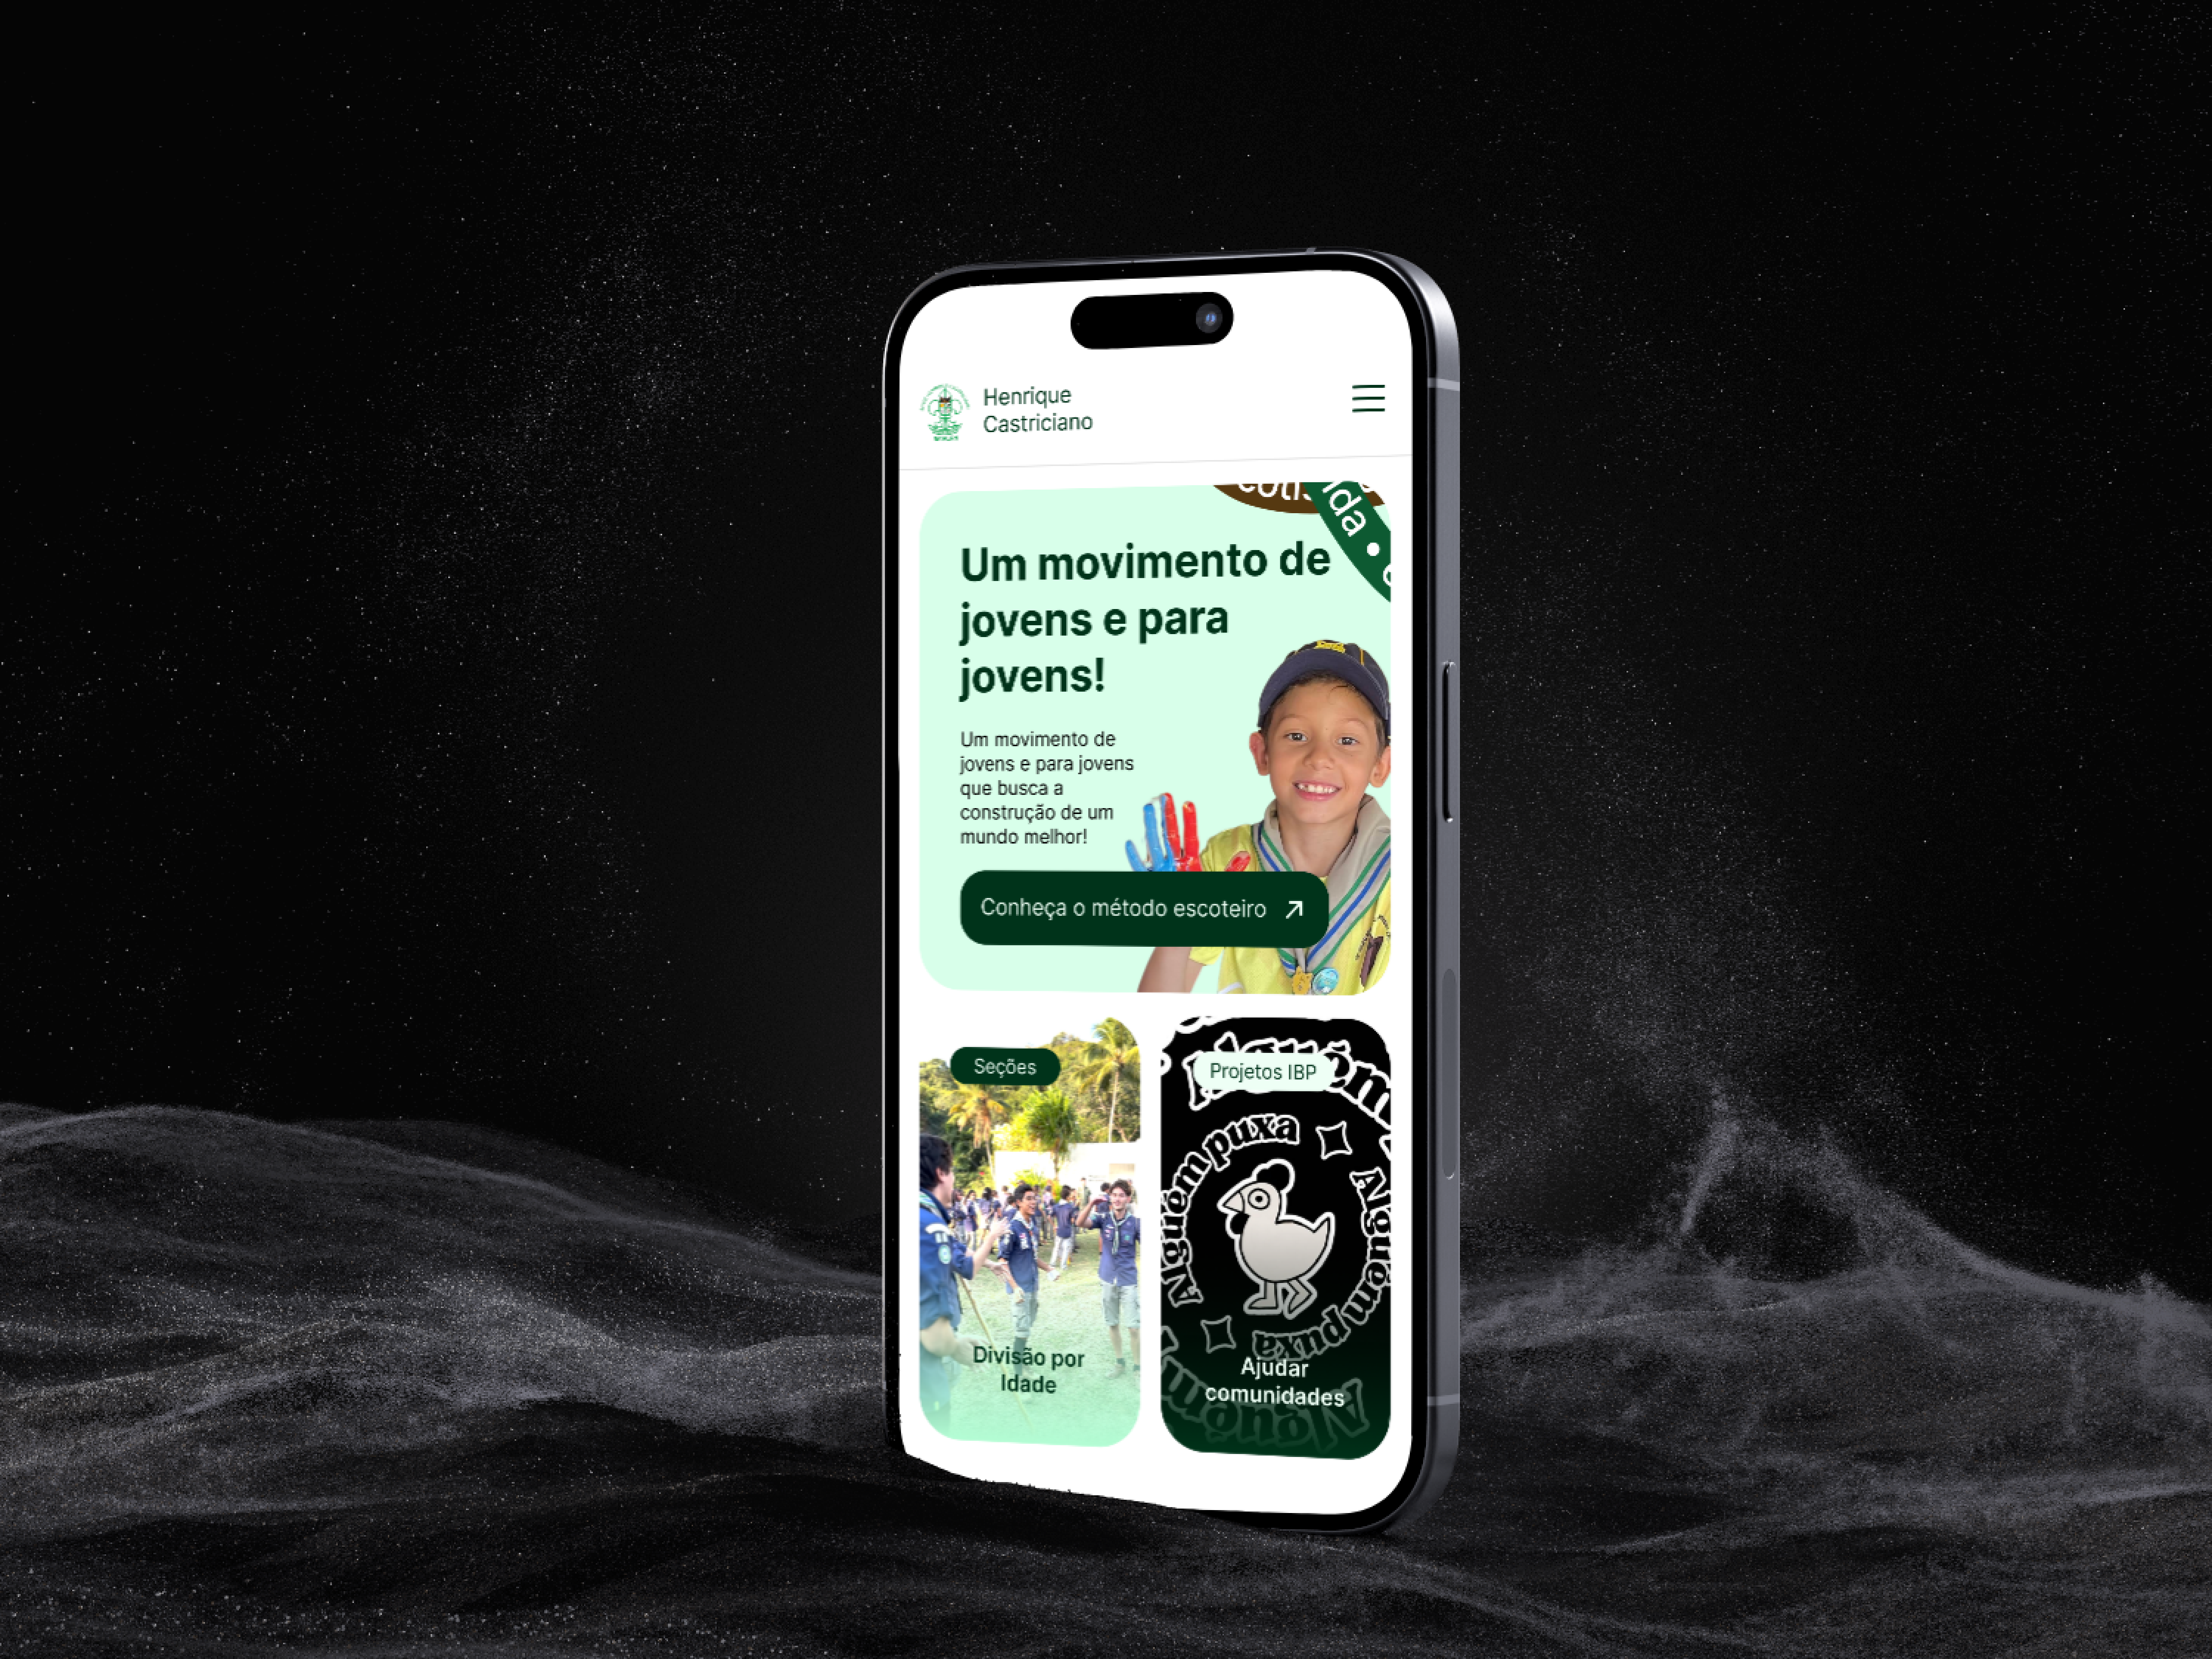 Henrique
Castriciano
Um movimento de
jovens e para
jovens!
Um movimento de
jovens e para jovens
que busca a
construção de um
mundo melhor!
Conheça o método escoteiro
Seções
Divisão por
Idade
Projetos IBP
Alguém puxa
Alguém puxa
Ajudar
comunidades